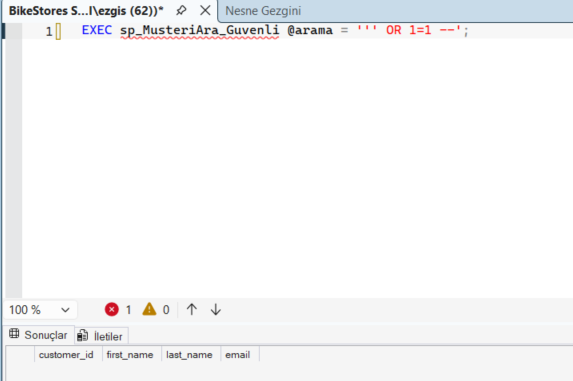 BikeStores S...l\ezgis (62))* Nesne Gezgini
1 EXEC sp_MusteriAra_Guvenli @arama = ''' OR 1=1 --';
100 % 1 0
Sonuçlar İletiler
customer_id first_name last_name email